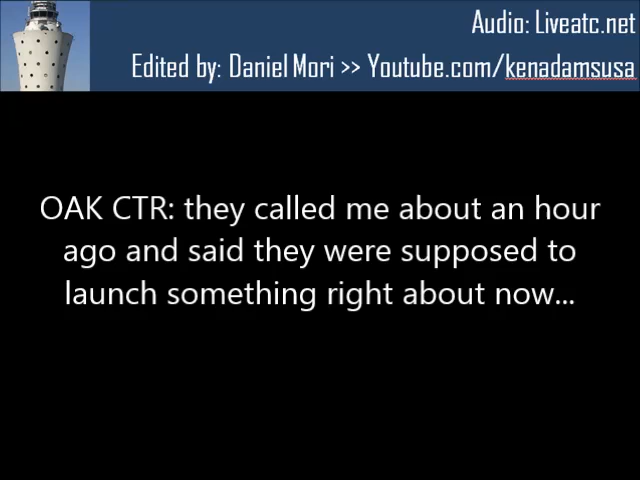 Audio: Liveatc.net
Edited by: Daniel Mori >> Youtube.com/kenadamsusa
OAK CTR: they called me about an hour
ago and said they were supposed to
launch something right about now...